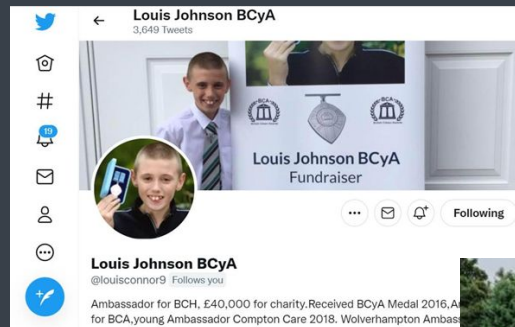 Louis Johnson BCyA
3,649 Tweets
BCA
BCA
Louis Johnson BCyA
Fundraiser
19
Following
Louis Johnson BCyA
@louisconnor9 Follows you
Ambassador for BCH, £40,000 for charity.Received BCyA Medal 2016,
for BCA,young Ambassador Compton Care 2018. Wolverhampton Ambass